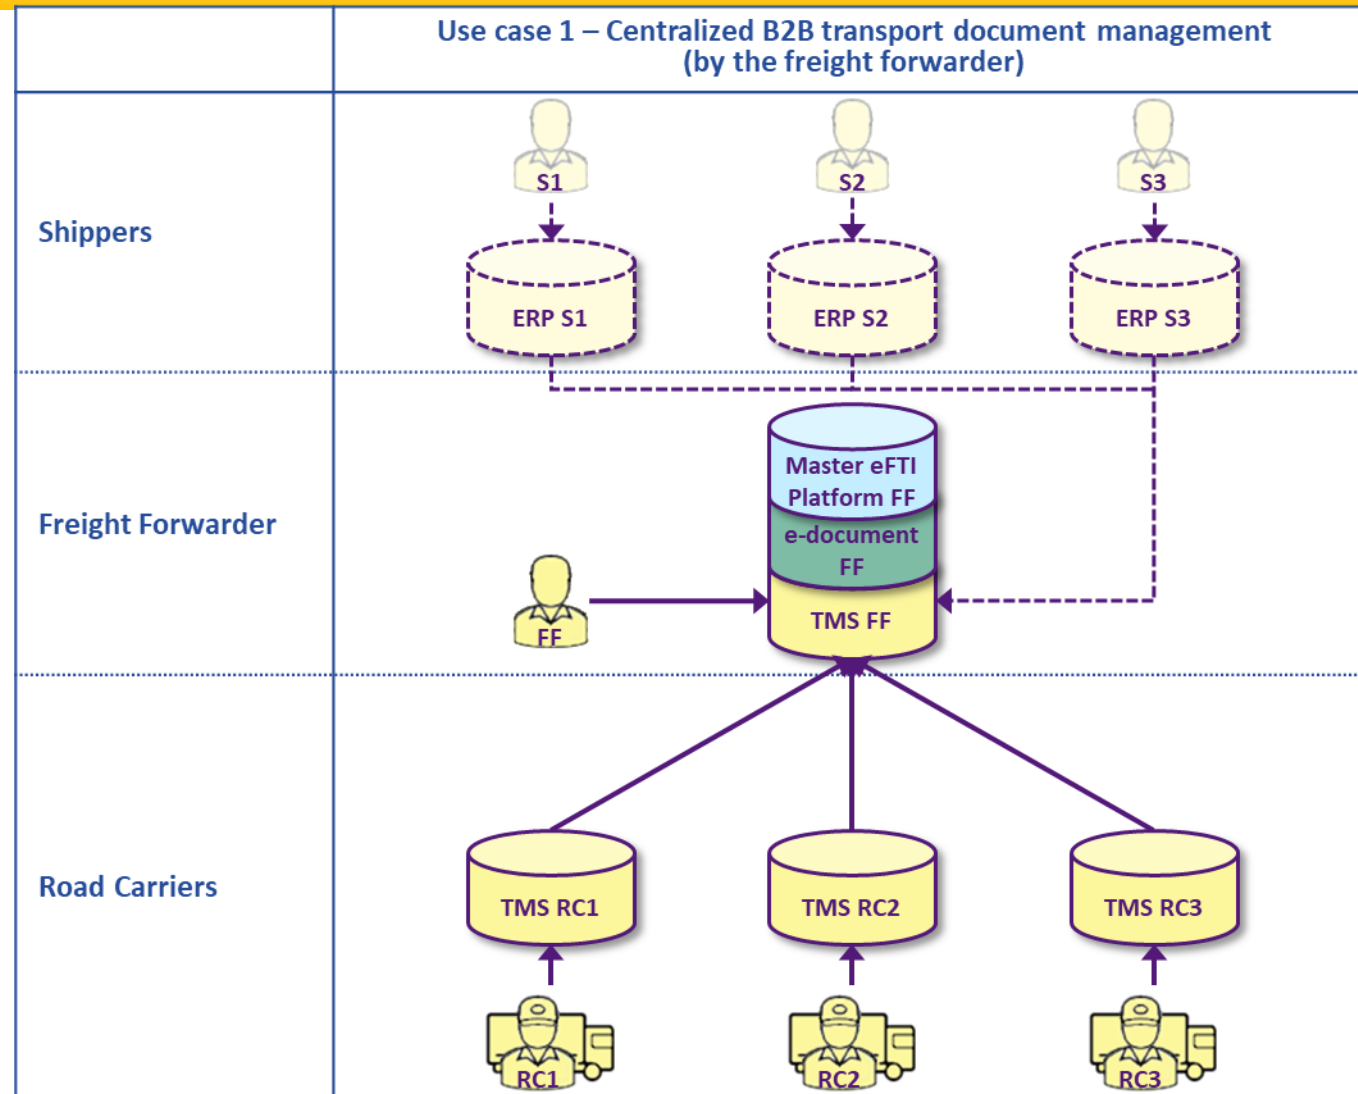 Use case 1 – Centralized B2B transport document management
(by the freight forwarder)
Shippers
S1
S2
S3
ERP S1
ERP S2
ERP S3
Freight Forwarder
Master eFTI
Platform FF
e-document
FF
TMS FF
FF
Road Carriers
TMS RC1
TMS RC2
TMS RC3
RC1
RC2
RC3